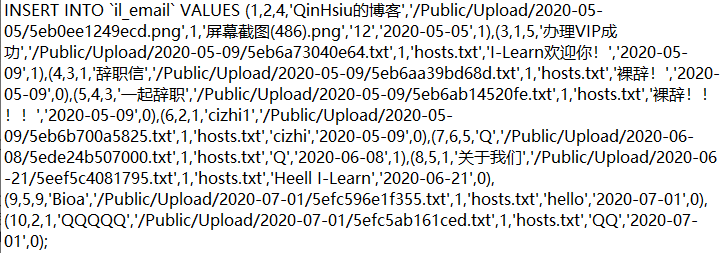 INSERT INTO `il_email` VALUES (1,2,4,'QinHsiu的博客','/Public/Upload/2020-05-
05/5eb0ee1249ecd.png',1,'屏幕截图(486).png','12','2020-05-05',1),(3,1,5,'办理VIP成
功','/Public/Upload/2020-05-09/5eb6a73040e64.txt',1,'hosts.txt','I-Learn欢迎你！','2020-05-
09',1),(4,3,1,'辞职信','/Public/Upload/2020-05-09/5eb6aa39bd68d.txt',1,'hosts.txt','裸辞！','2020-
05-09',0),(5,4,3,'一起辞职','/Public/Upload/2020-05-09/5eb6ab14520fe.txt',1,'hosts.txt','裸辞！！
！！','2020-05-09',0),(6,2,1,'cizhi1','/Public/Upload/2020-05-
09/5eb6b700a5825.txt',1,'hosts.txt','cizhi','2020-05-09',0),(7,6,5,'Q','/Public/Upload/2020-06-
08/5ede24b507000.txt',1,'hosts.txt','Q','2020-06-08',1),(8,5,1,'关于我们','/Public/Upload/2020-06
-21/5eef5c4081795.txt',1,'hosts.txt','Heell I-Learn','2020-06-21',0),
(9,5,9,'Bioa','/Public/Upload/2020-07-01/5efc596e1f355.txt',1,'hosts.txt','hello','2020-07-01',0),
(10,2,1,'QQQQQ','/Public/Upload/2020-07-01/5efc5ab161ced.txt',1,'hosts.txt','QQ','2020-07-
01',0);